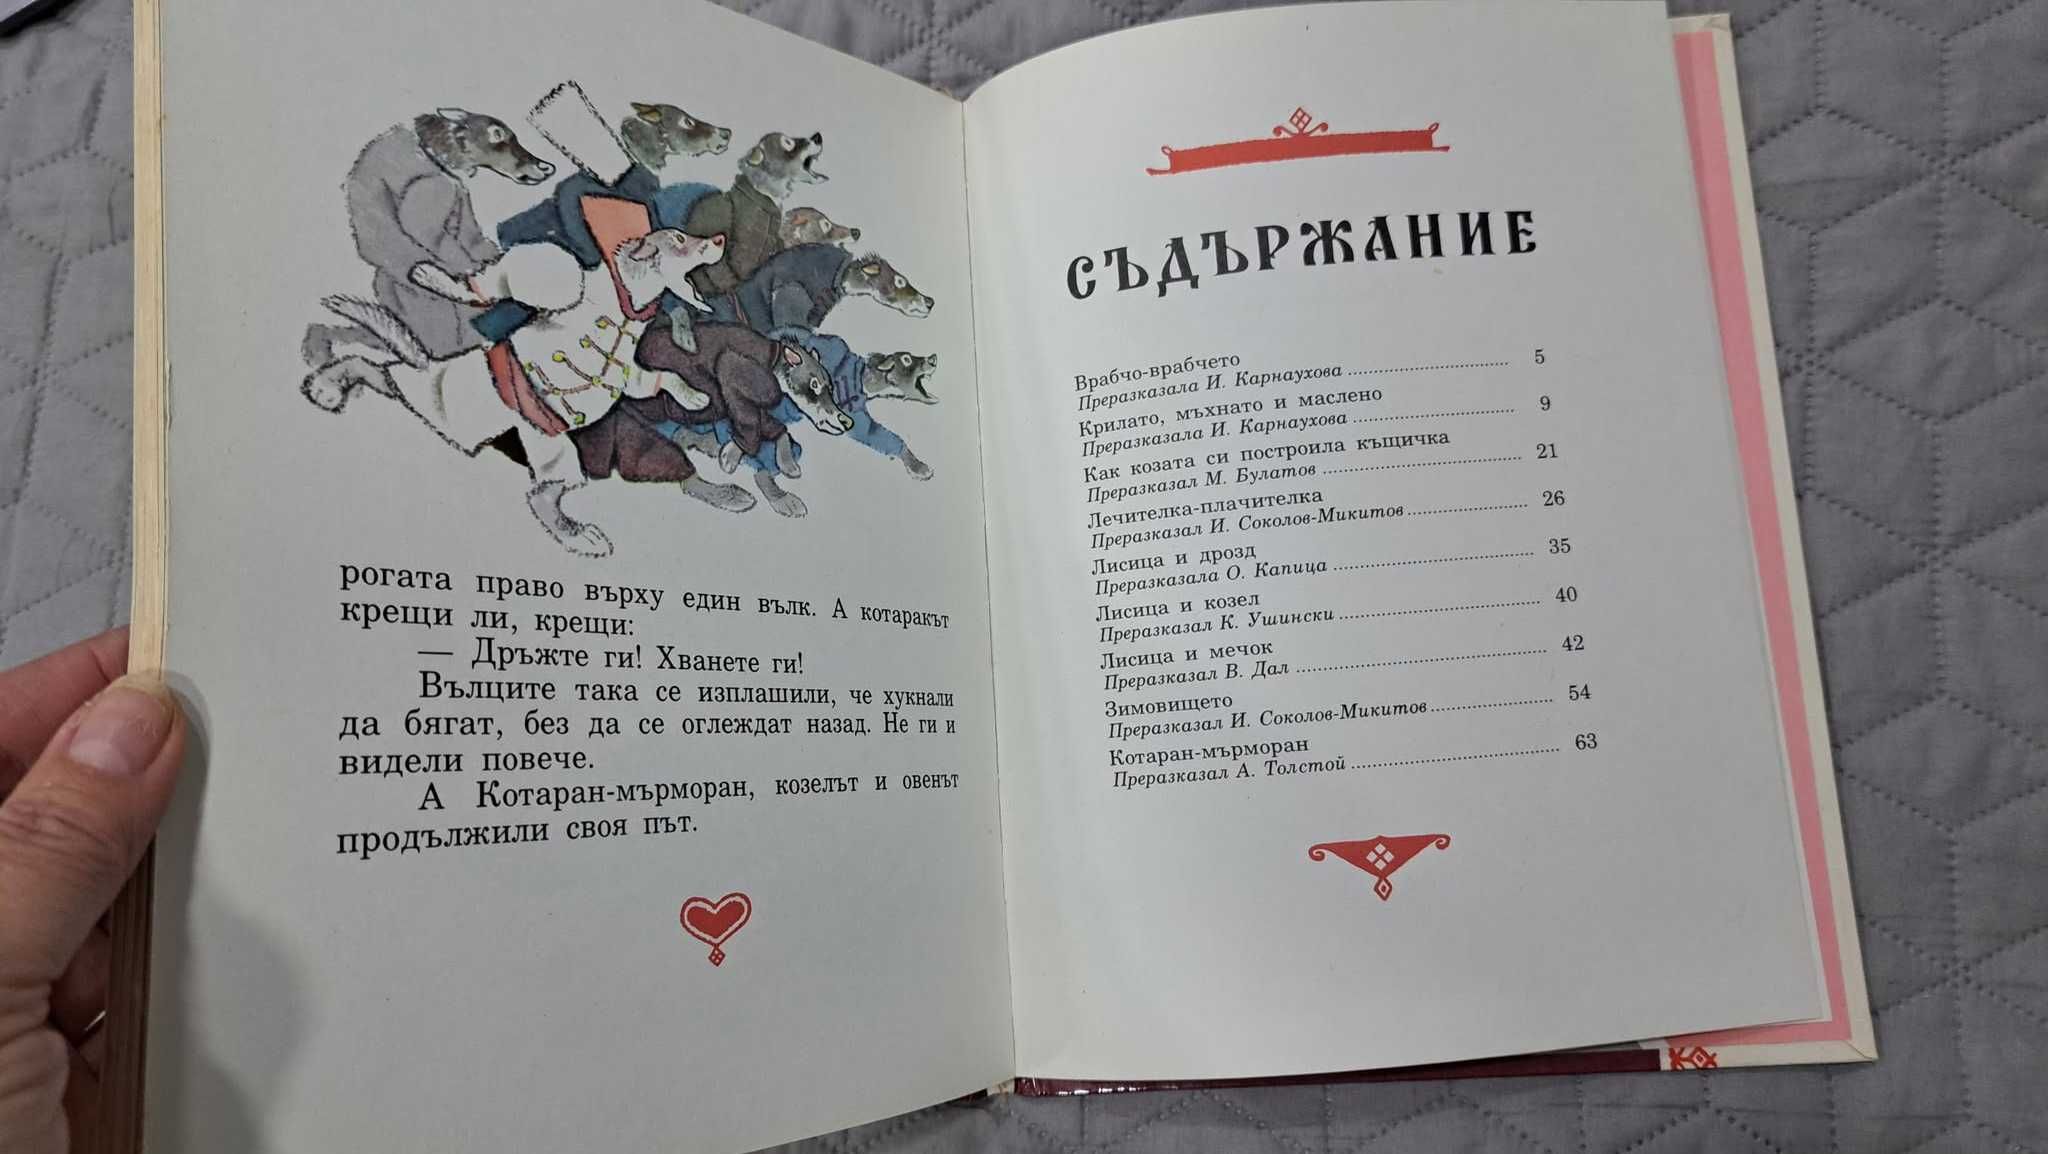 рогата право върху един вълк. А котаракът
крещи ли, крещи:
— Дръжте ги! Хванете ги!
Вълците така се изплашили, че хукнали
да бягат, без да се оглеждат назад. Не ги и
видели повече.
А Котаран-мърморан, козелът и овенът
продължили своя път.
СЪДЪРЖАНИЕ
Врабчо-врабчето
Преразказала И. Карнаухова ........................ 5
Крилато, мъхнато и маслено
Преразказала И. Карнаухова ........................ 9
Как козата си построила къщичка
Преразказал М. Булатов ........................ 21
Лечителка-плачителка
Преразказал И. Соколов-Микитов ................ 26
Лисица и дрозд
Преразказала О. Капица ........................ 35
Лисица и козел
Преразказал К. Ушински ........................ 40
Лисица и мечок
Преразказал В. Дал ........................ 42
Зимовището
Преразказал И. Соколов-Микитов ................ 54
Котаран-мърморан
Преразказал А. Толстой ........................ 63